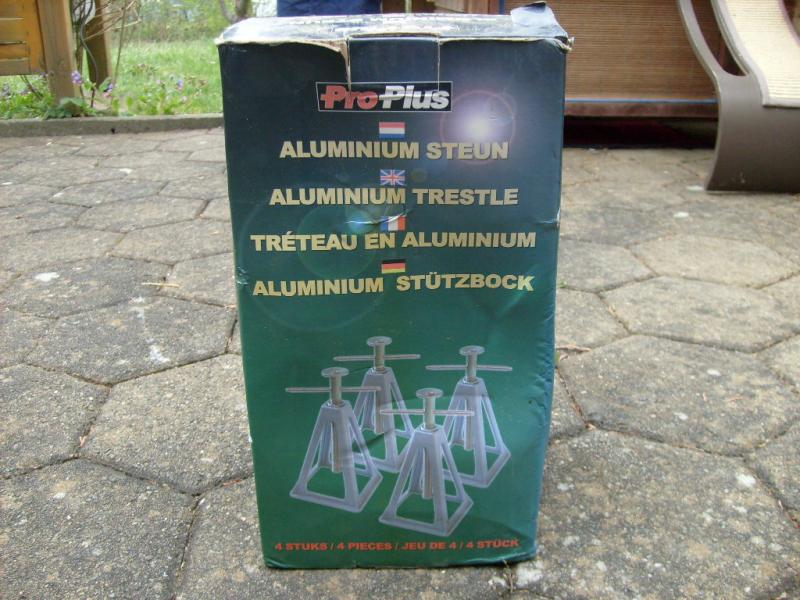 ProPlus
ALUMINIUM STEUN
ALUMINIUM TRESTLE
TRÉTEAU EN ALUMINIUM
ALUMINIUM STÜTZBOCK
4 STUKS / 4 PIECES / JEU DE 4 / 4 STÜCK